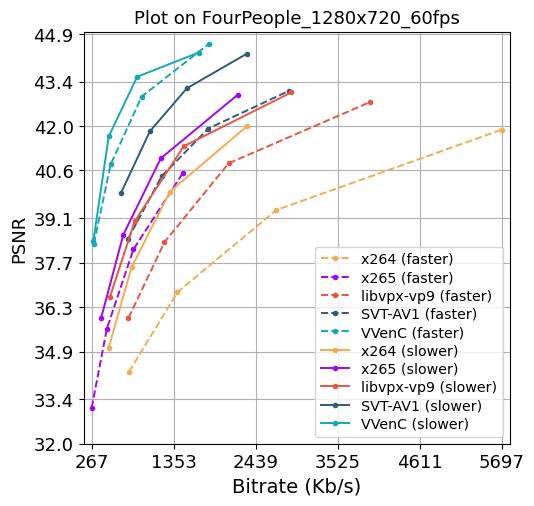 Plot on FourPeople_1280x720_60fps
PSNR
44.9
43.4
42.0
40.6
39.1
37.7
36.3
34.9
33.4
32.0
x264 (faster)
x265 (faster)
libvpx-vp9 (faster)
SVT-AV1 (faster)
VVenC (faster)
x264 (slower)
x265 (slower)
libvpx-vp9 (slower)
SVT-AV1 (slower)
VVenC (slower)
267 1353 2439 3525 4611 5697
Bitrate (Kb/s)